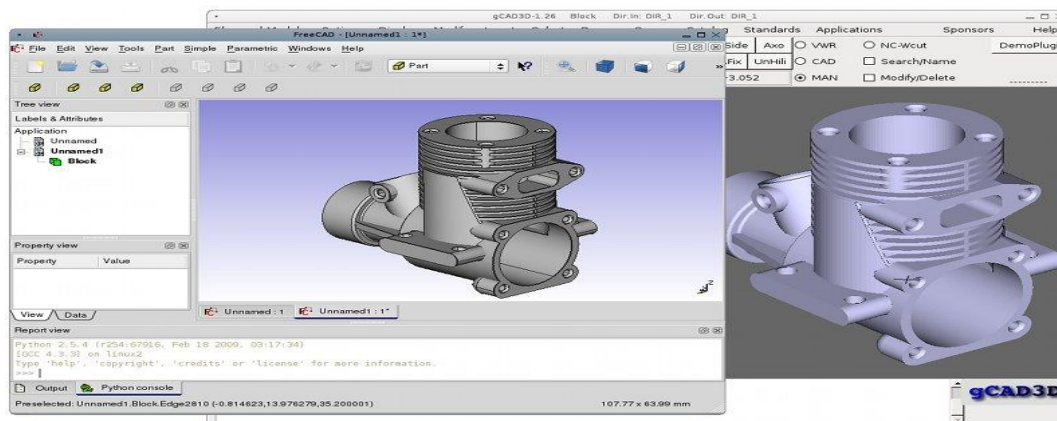 gCAD3D-1.26 Block Dir.In: DIR_1 Dir.Out: DIR_1
FreeCAD - [Unnamed1 : 1*]
Standards Applications Sponsors Help
File Edit View Tools Part Simple Parametric Windows Help
Side Axo VWR NC-Wcut DemoPlug
Part
Fix UnHili CAD Search/Name
3.052 MAN Modify/Delete
Tree view
Labels & Attributes
Application
Unnamed
Unnamed1
Block
Property view
Property Value
View Data
Unnamed : 1 Unnamed1 : 1*
Report view
Python 2.5.4 (r254:67916, Feb 18 2009, 03:17:34)
[GCC 4.3.3] on linux2
Type 'help', 'copyright', 'credits' or 'license' for more information.
>>>
Output Python console
gCAD3D
Preselected: Unnamed1.Block.Edge2810 (-0.814623,13.976279,35.200001) 107.77 x 63.99 mm